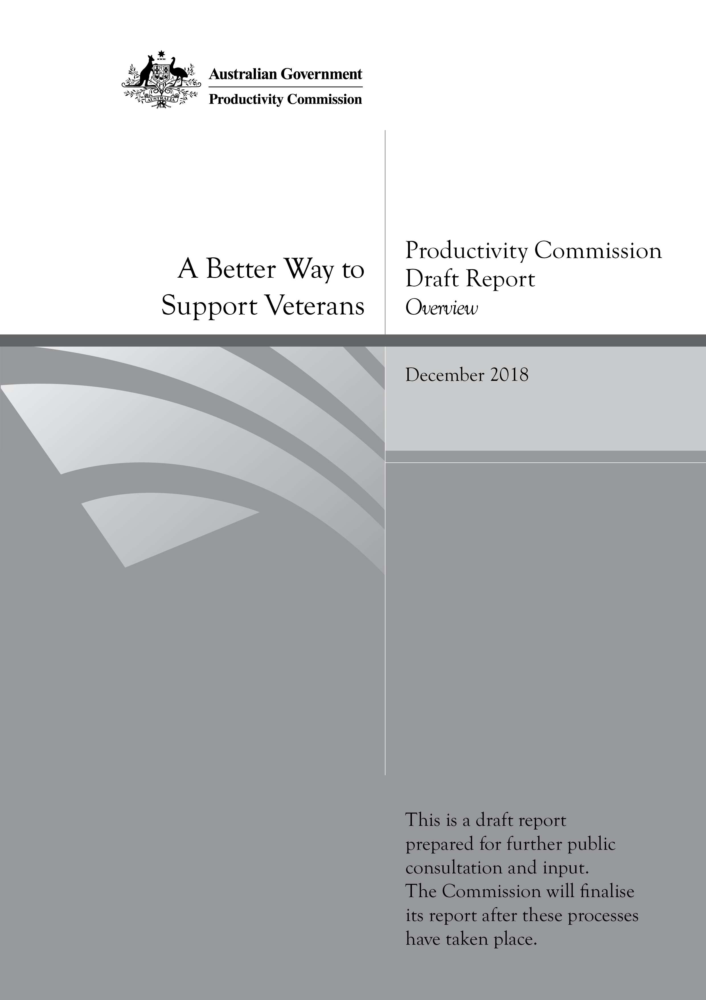 AUSTRALIA
Australian Government
Productivity Commission
A Better Way to
Support Veterans
Productivity Commission
Draft Report
Overview
December 2018
This is a draft report
prepared for further public
consultation and input.
The Commission will finalise
its report after these processes
have taken place.